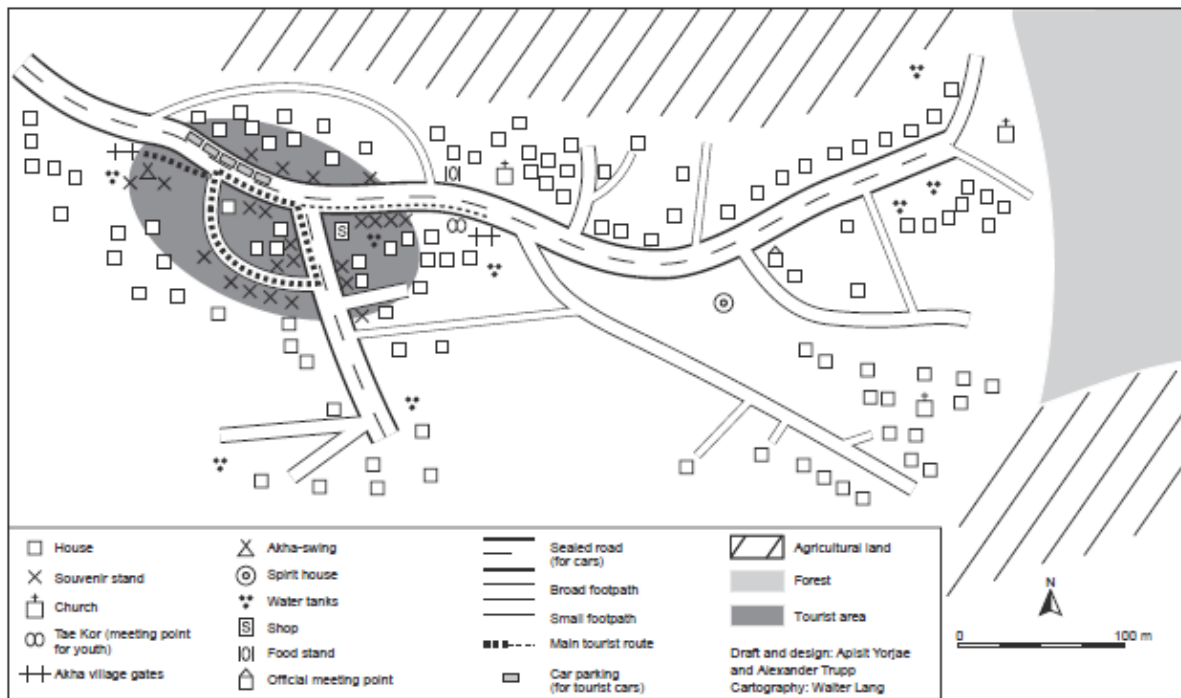 S
N
0 100 m
House
Souvenir stand
Church
Tae Kor (meeting point
for youth)
Akha village gates
Akha-swing
Spirit house
Water tanks
S Shop
Food stand
Official meeting point
Sealed road
(for cars)
Broad footpath
Small footpath
Main tourist route
Car parking
(for tourist cars)
Agricultural land
Forest
Tourist area
Draft and design: Apisit Yorjae
and Alexander Trupp
Cartography: Walter Lang